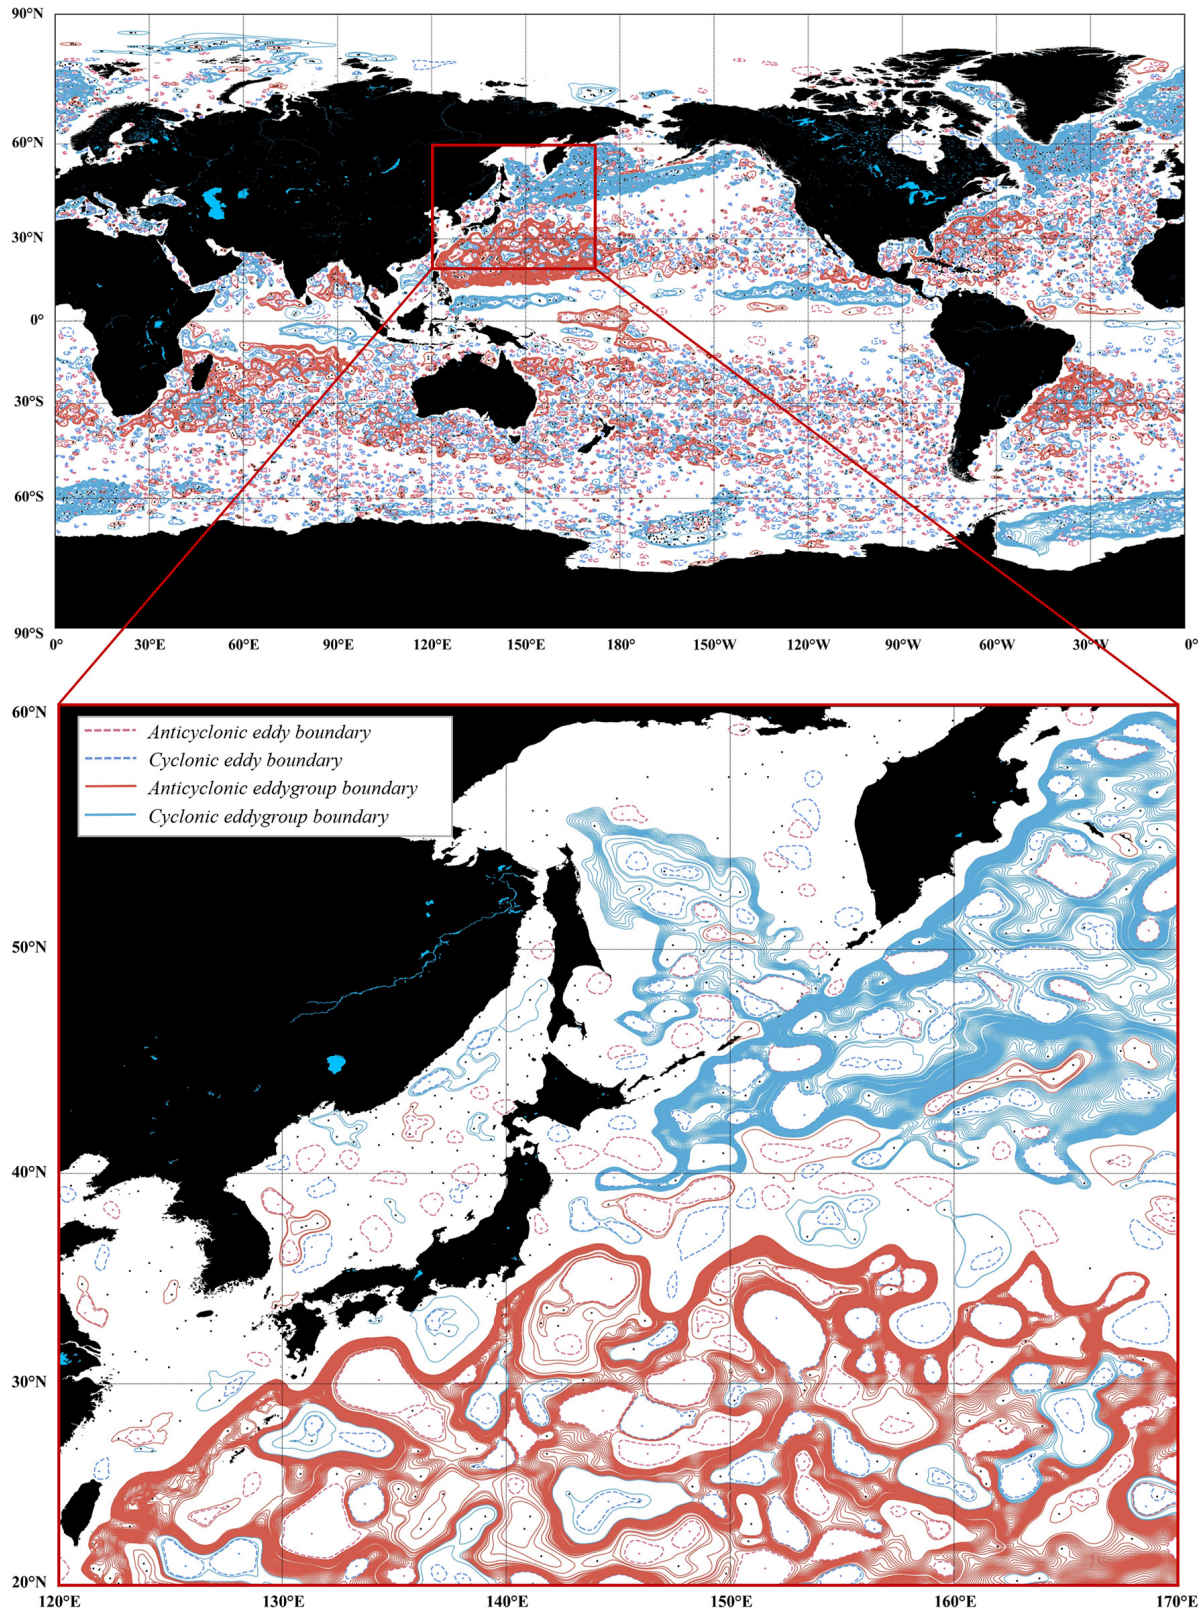 90°N
60°N
30°N
0°
30°S
60°S
90°S
0° 30°E 60°E 90°E 120°E 150°E 180° 150°W 120°W 90°W 60°W 30°W 0°
60°N
Anticyclonic eddy boundary
Cyclonic eddy boundary
Anticyclonic eddygroup boundary
Cyclonic eddygroup boundary
50°N
40°N
30°N
20°N
120°E 130°E 140°E 150°E 160°E 170°E